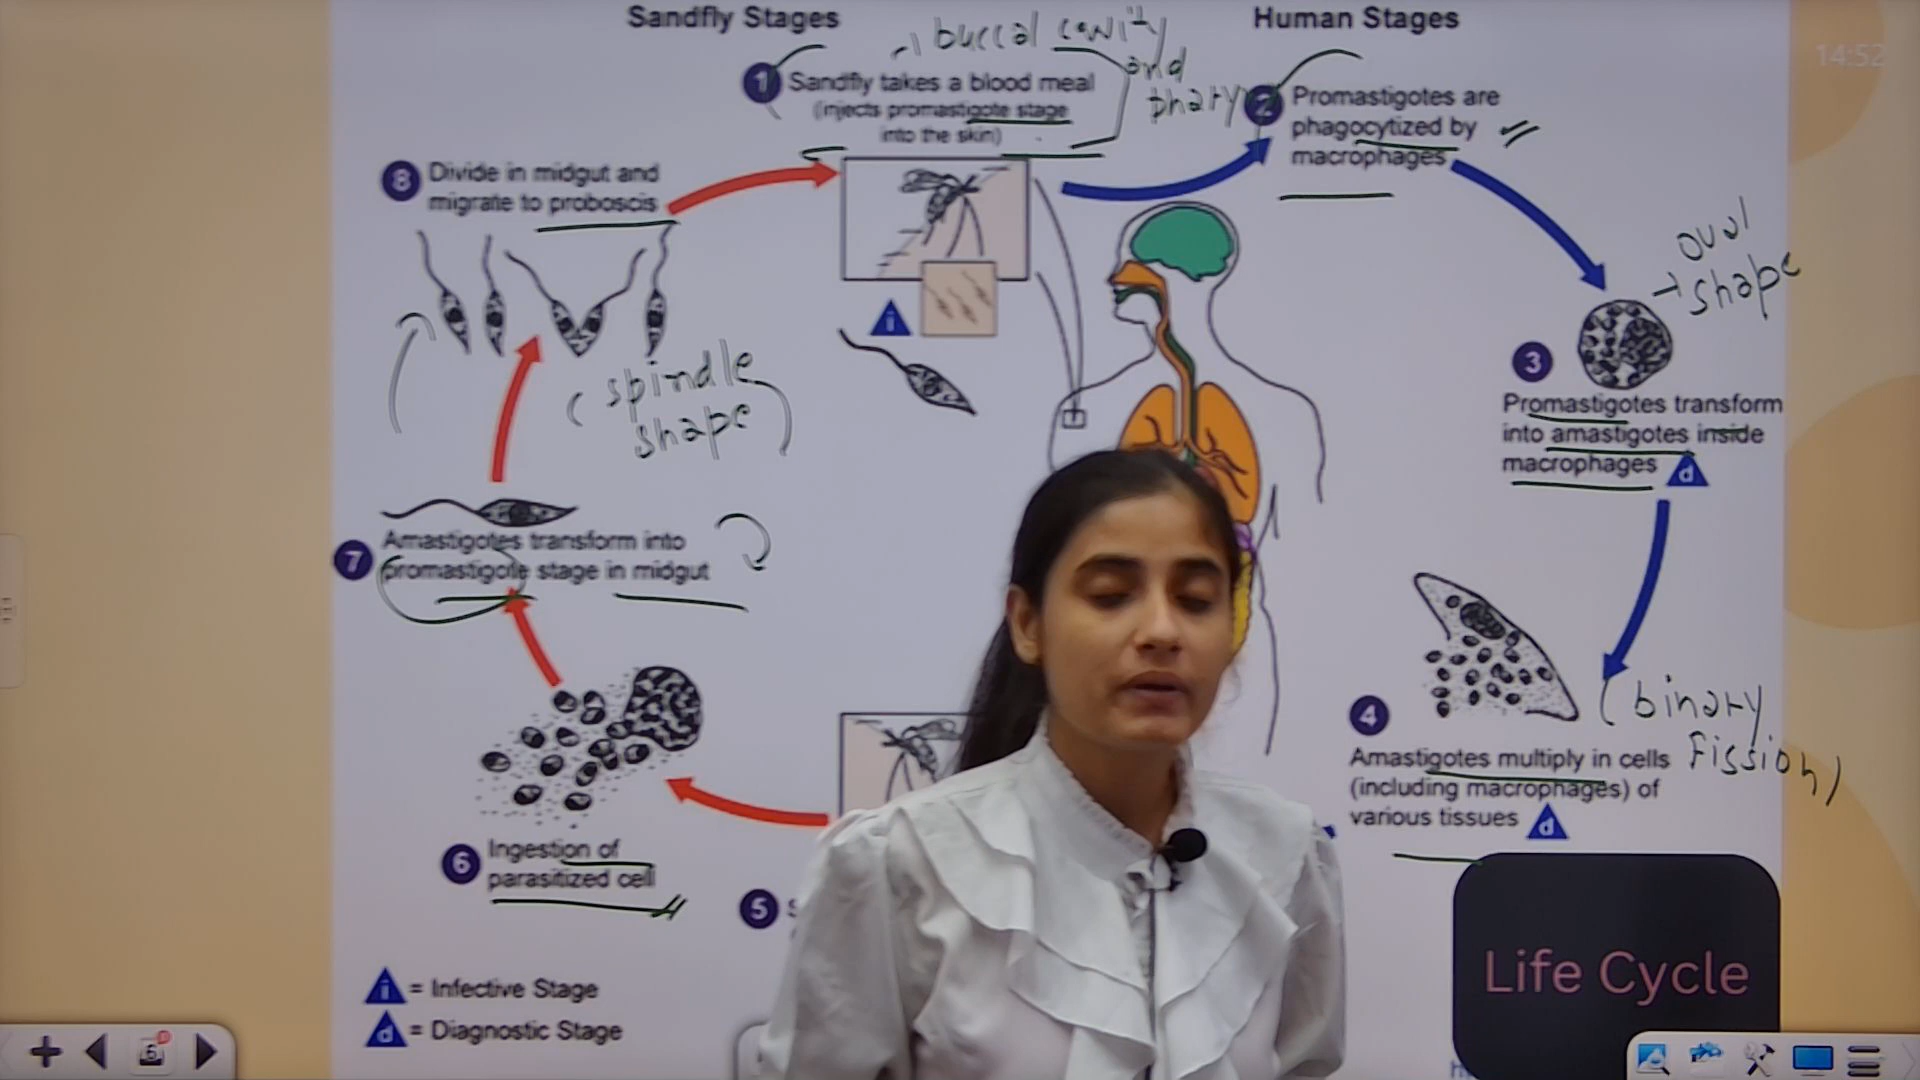 Sandfly Stages
Human Stages
14:52
buccal cavity
and
1 Sandfly takes a blood meal
(injects promastigote stage
into the skin)
2 Promastigotes are
phagocytized by
macrophages
8 Divide in midgut and
migrate to proboscis
oval
shape
i
(spindle
shape)
3
Promastigotes transform
into amastigotes inside
macrophages d
7 Amastigotes transform into
promastigote stage in midgut
(binary
Fission)
4
Amastigotes multiply in cells
(including macrophages) of
various tissues d
6 Ingestion of
parasitized cell
5
i = Infective Stage
d = Diagnostic Stage
Life Cycle
6